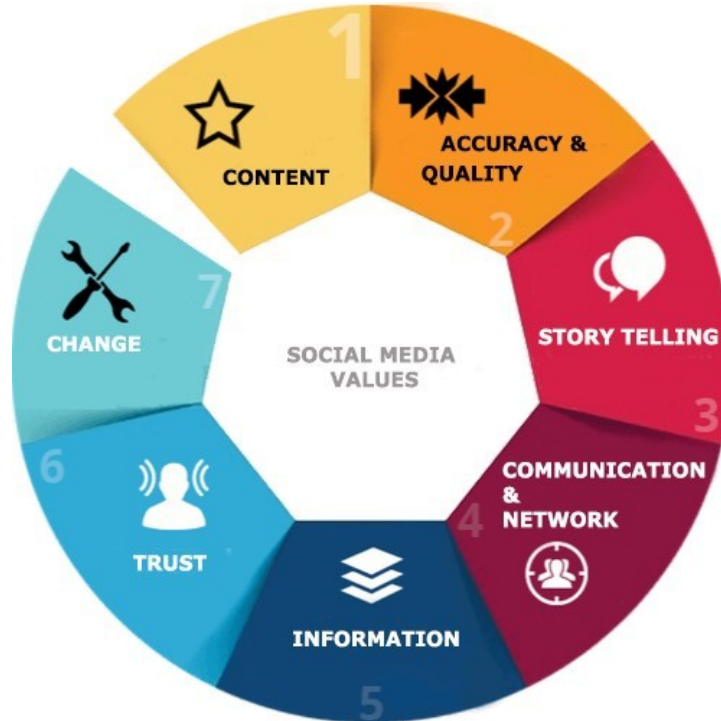 1
CONTENT
ACCURACY &
QUALITY
2
STORY TELLING
3
COMMUNICATION
&
NETWORK
4
INFORMATION
5
TRUST
6
CHANGE
7
SOCIAL MEDIA
VALUES